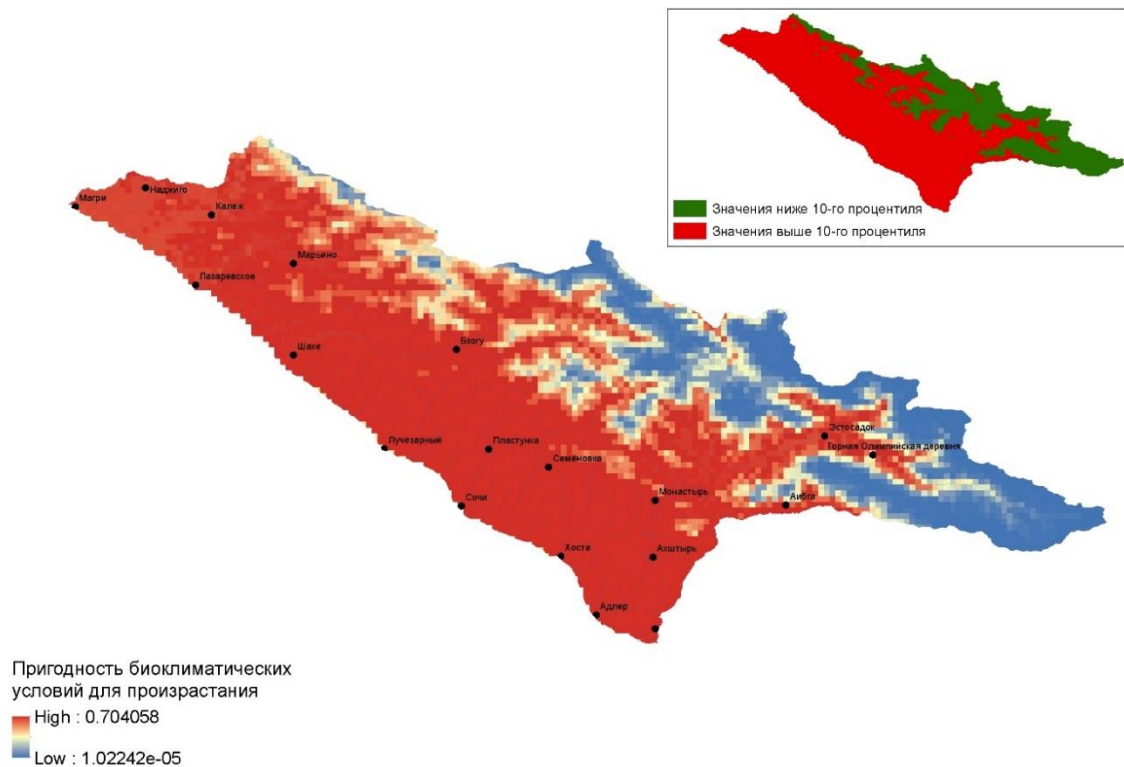 Значения ниже 10-го процентиля
Значения выше 10-го процентиля
Магри
Наджиго
Калеж
Марьино
Лазаревское
Шахе
Бзогу
Лучезарный
Пластунка
Семёновка
Эстосадок
Горная Олимпийская деревня
Сочи
Монастырь
Аибга
Хоста
Ахштырь
Адлер
Пригодность биоклиматических
условий для произрастания
High : 0.704058
Low : 1.02242e-05